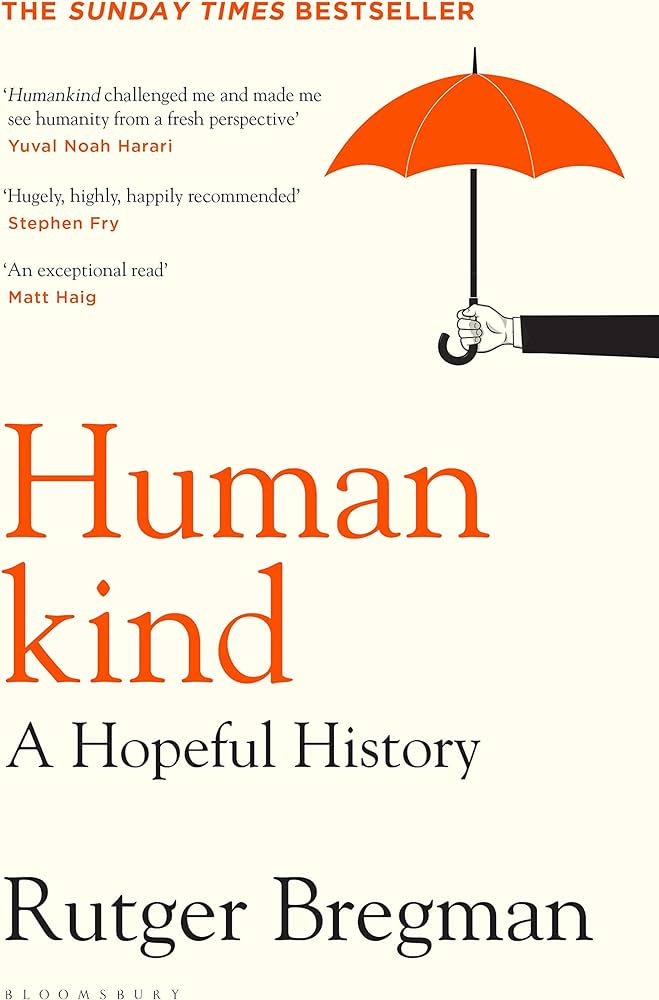 THE SUNDAY TIMES BESTSELLER
‘Humankind challenged me and made me
see humanity from a fresh perspective’
Yuval Noah Harari
‘Hugely, highly, happily recommended’
Stephen Fry
‘An exceptional read’
Matt Haig
Human
kind
A Hopeful History
Rutger Bregman
BLOOMSBURY